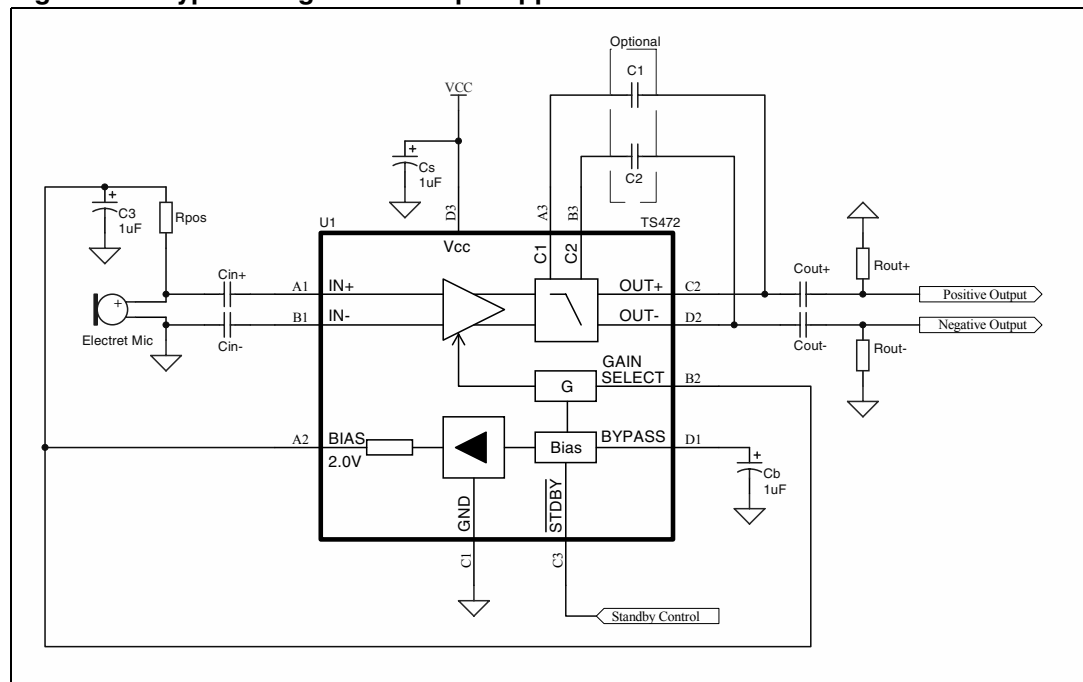 Optional
C1
VCC
C2
+
Cs
1uF
+
C3
1uF
Rpos
D3
A3
B3
U1
TS472
Vcc
C1
C2
Cin+
A1
IN+
OUT+
C2
Cout+
Rout+
Positive Output
+
B1
IN-
OUT-
D2
Negative Output
Electret Mic
Cin-
Cout-
Rout-
GAIN
SELECT
B2
G
A2
BIAS
2.0V
Bias
BYPASS
D1
+
Cb
1uF
GND
STDBY
C1
C3
Standby Control